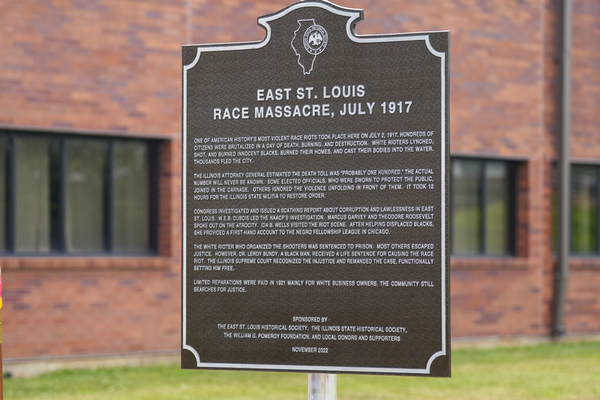 EAST ST. LOUIS
RACE MASSACRE, JULY 1917
ONE OF AMERICAN HISTORY'S MOST VIOLENT RACE RIOTS TOOK PLACE HERE ON JULY 2, 1917. HUNDREDS OF
CITIZENS WERE BRUTALIZED IN A DAY OF DEATH, BURNING, AND DESTRUCTION. WHITE RIOTERS LYNCHED,
SHOT, AND BURNED INNOCENT BLACKS, BURNED THEIR HOMES, AND CAST THEIR BODIES INTO THE WATER.
THOUSANDS FLED THE CITY.
THE ILLINOIS ATTORNEY GENERAL ESTIMATED THE DEATH TOLL WAS "PROBABLY ONE HUNDRED." THE ACTUAL
NUMBER WILL NEVER BE KNOWN. SOME ELECTED OFFICIALS, WHO WERE SWORN TO PROTECT THE PUBLIC,
JOINED IN THE CARNAGE. OTHERS IGNORED THE VIOLENCE UNFOLDING IN FRONT OF THEM. IT TOOK 12
HOURS FOR THE ILLINOIS STATE MILITIA TO RESTORE ORDER.
CONGRESS INVESTIGATED AND ISSUED A SCATHING REPORT ABOUT CORRUPTION AND LAWLESSNESS IN EAST
ST. LOUIS. W.E.B. DUBOIS LED THE NAACP'S INVESTIGATION. MARCUS GARVEY AND THEODORE ROOSEVELT
SPOKE OUT ON THE ATROCITY. IDA B. WELLS VISITED THE RIOT SCENE. AFTER HELPING DISPLACED BLACKS,
SHE PROVIDED A FIRST-HAND ACCOUNT TO THE NEGRO FELLOWSHIP LEAGUE IN CHICAGO.
THE WHITE RIOTER WHO ORGANIZED THE SHOOTERS WAS SENTENCED TO PRISON. MOST OTHERS ESCAPED
JUSTICE. HOWEVER, DR. LEROY BUNDY, A BLACK MAN, RECEIVED A LIFE SENTENCE FOR CAUSING THE RACE
RIOT. THE ILLINOIS SUPREME COURT RECOGNIZED THE INJUSTICE AND REMANDED THE CASE, FUNCTIONALLY
SETTING HIM FREE.
LIMITED REPARATIONS WERE PAID IN 1921 MAINLY FOR WHITE BUSINESS OWNERS. THE COMMUNITY STILL
SEARCHES FOR JUSTICE.
SPONSORED BY
THE EAST ST. LOUIS HISTORICAL SOCIETY, THE ILLINOIS STATE HISTORICAL SOCIETY,
THE WILLIAM G. POMEROY FOUNDATION, AND LOCAL DONORS AND SUPPORTERS
NOVEMBER 2022